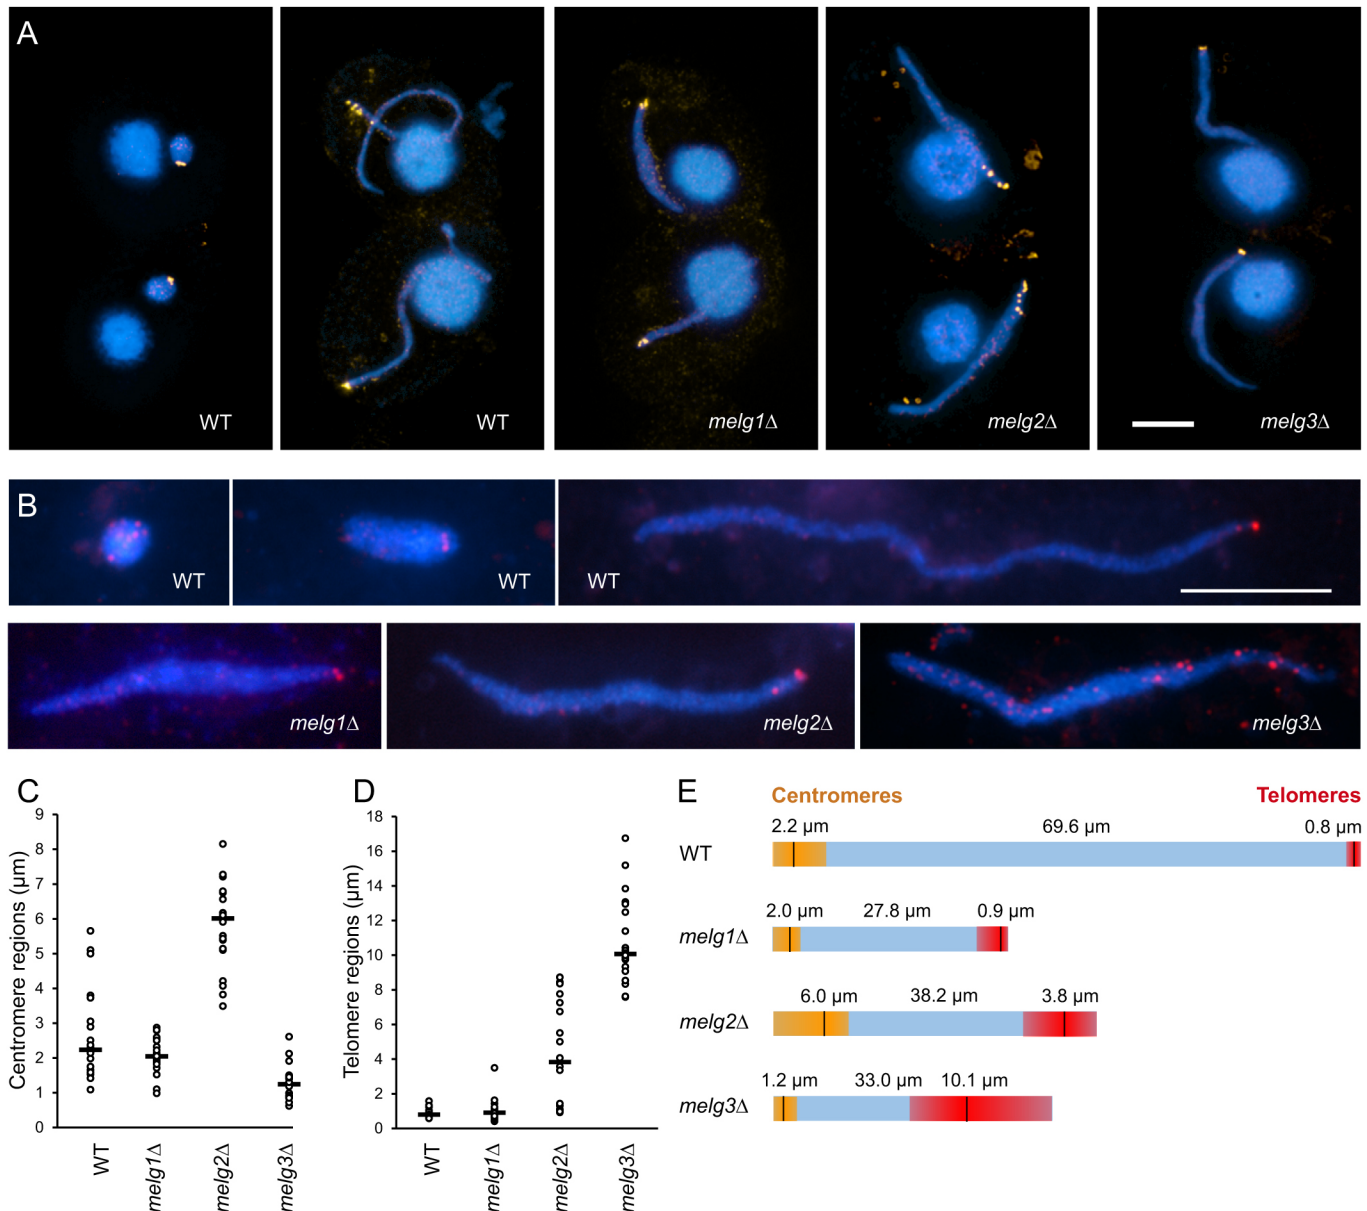 A
WT
WT
melg1Δ
melg2Δ
melg3Δ
B
WT
WT
WT
melg1Δ
melg2Δ
melg3Δ
C
Centromere regions (μm)
9
8
7
6
5
4
3
2
1
0
WT
melg1Δ
melg2Δ
melg3Δ
D
Telomere regions (μm)
18
16
14
12
10
8
6
4
2
0
WT
melg1Δ
melg2Δ
melg3Δ
E
Centromeres Telomeres
2.2 μm 69.6 μm 0.8 μm
WT
2.0 μm 27.8 μm 0.9 μm
melg1Δ
6.0 μm 38.2 μm 3.8 μm
melg2Δ
1.2 μm 33.0 μm 10.1 μm
melg3Δ